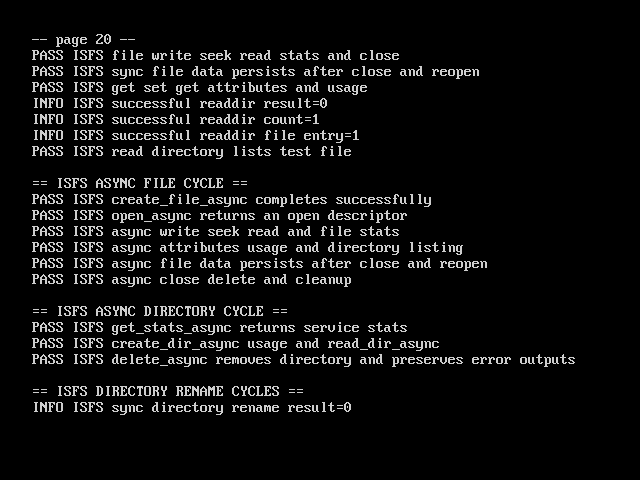 -- page 20 --
PASS ISFS file write seek read stats and close
PASS ISFS sync file data persists after close and reopen
PASS ISFS get set get attributes and usage
INFO ISFS successful readdir result=0
INFO ISFS successful readdir count=1
INFO ISFS successful readdir file entry=1
PASS ISFS read directory lists test file
== ISFS ASYNC FILE CYCLE ==
PASS ISFS create_file_async completes successfully
PASS ISFS open_async returns an open descriptor
PASS ISFS async write seek read and file stats
PASS ISFS async attributes usage and directory listing
PASS ISFS async file data persists after close and reopen
PASS ISFS async close delete and cleanup
== ISFS ASYNC DIRECTORY CYCLE ==
PASS ISFS get_stats_async returns service stats
PASS ISFS create_dir_async usage and read_dir_async
PASS ISFS delete_async removes directory and preserves error outputs
== ISFS DIRECTORY RENAME CYCLES ==
INFO ISFS sync directory rename result=0